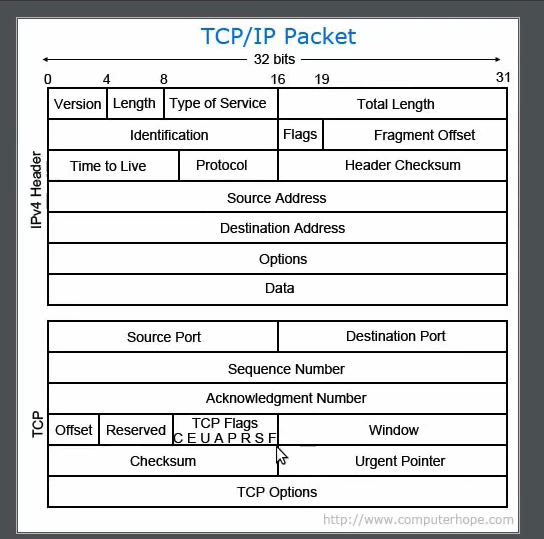 TCP/IP Packet
32 bits
0 4 8 16 19 31
Version Length Type of Service Total Length
Identification Flags Fragment Offset
Time to Live Protocol Header Checksum
Source Address
Destination Address
Options
Data
IPv4 Header
Source Port Destination Port
Sequence Number
Acknowledgment Number
Offset Reserved TCP Flags Window
C E U A P R S F
Checksum Urgent Pointer
TCP Options
TCP
http://www.computerhope.com